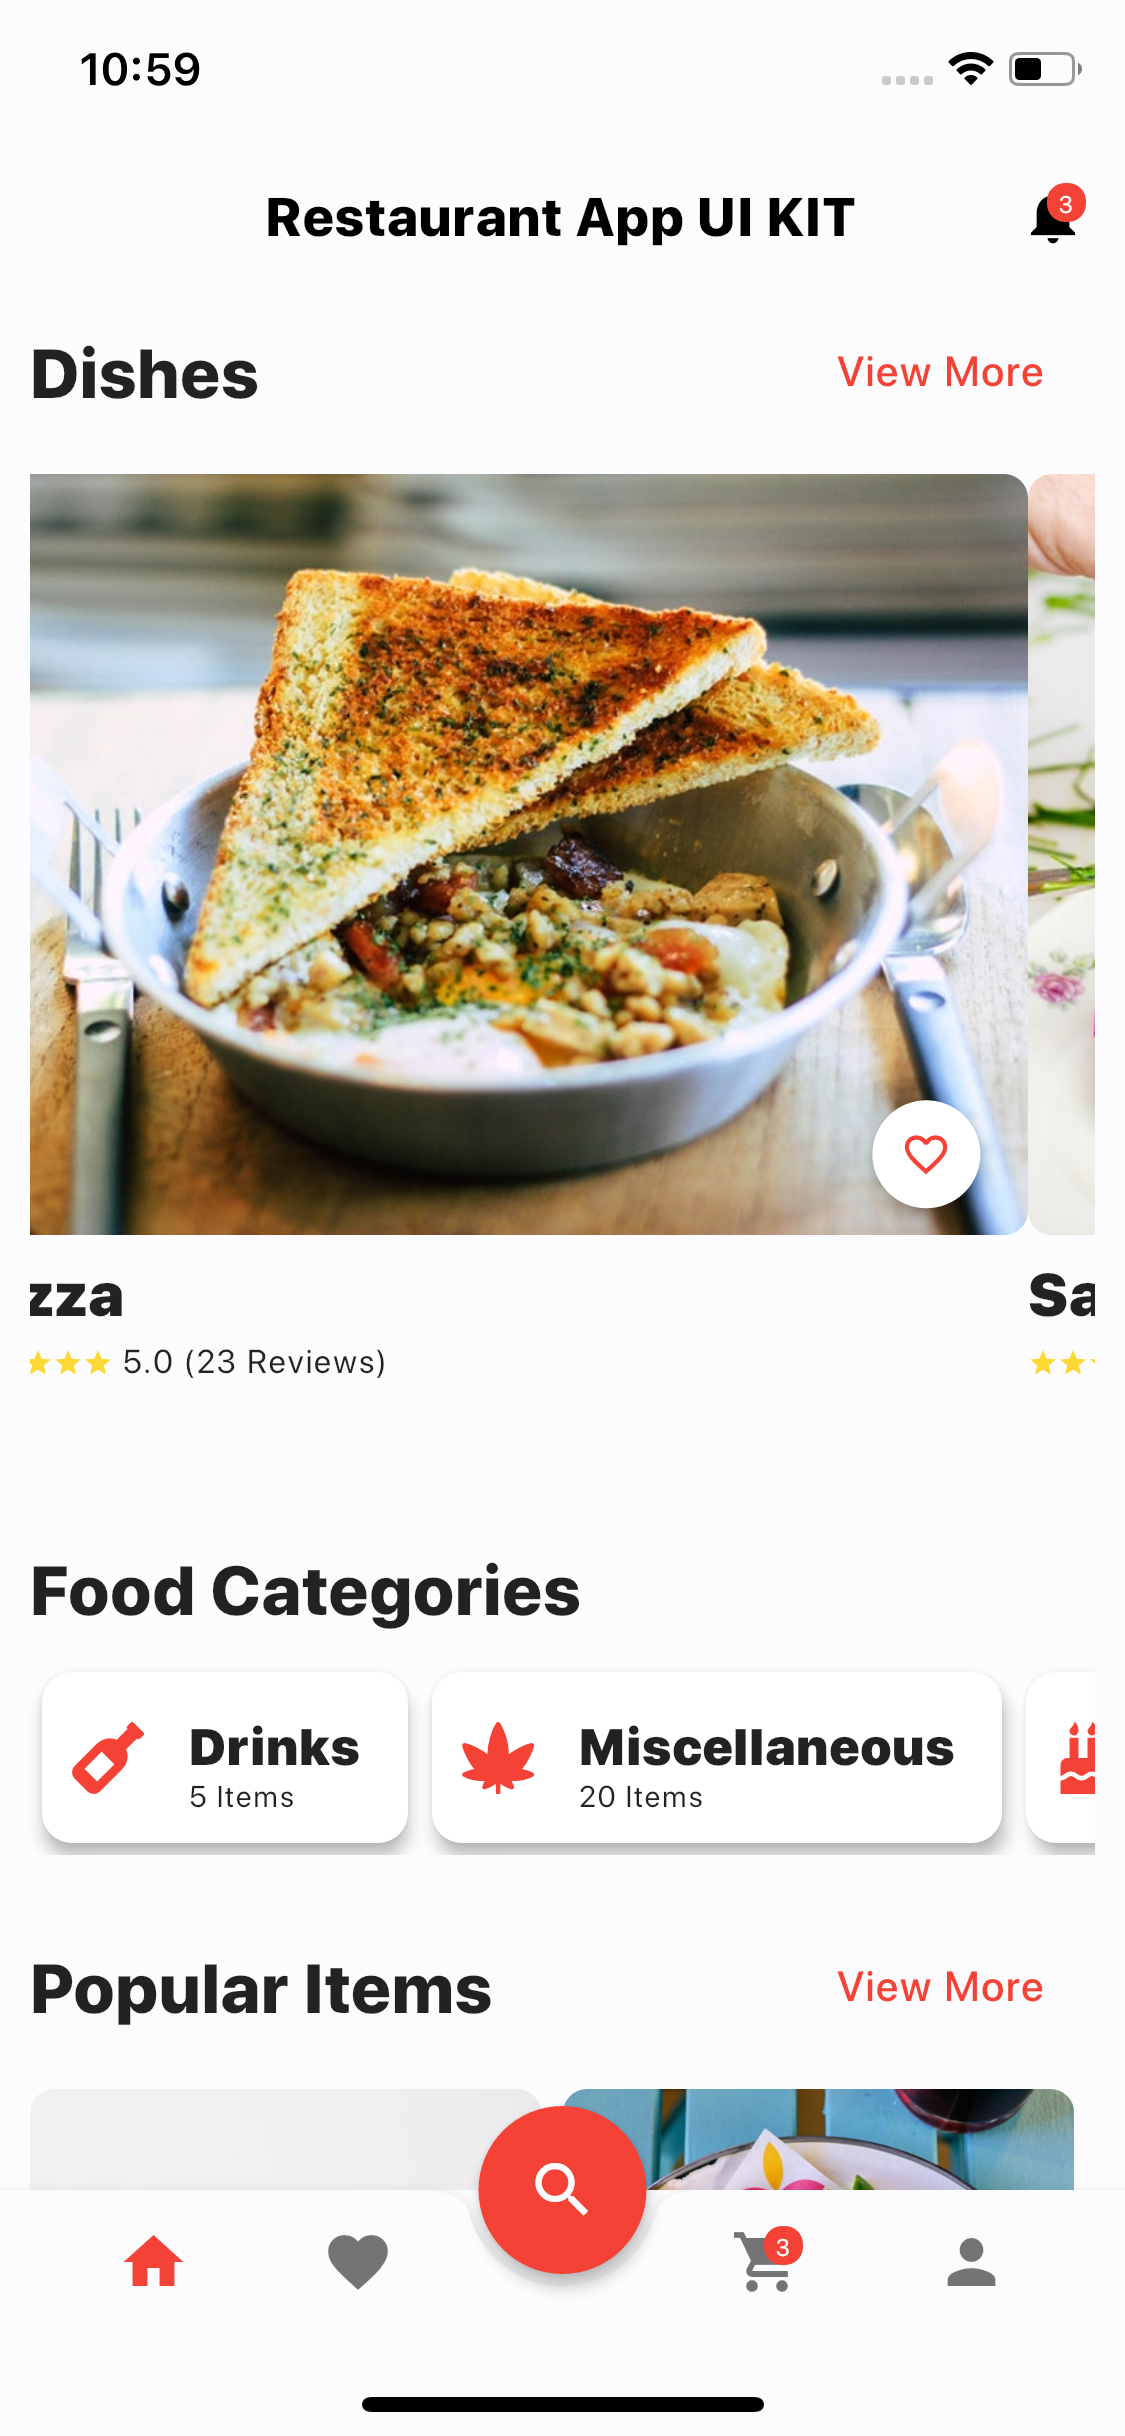 10:59
Restaurant App UI KIT
3
Dishes
View More
zza
Sa
5.0 (23 Reviews)
Food Categories
Drinks
5 Items
Miscellaneous
20 Items
Popular Items
View More
3